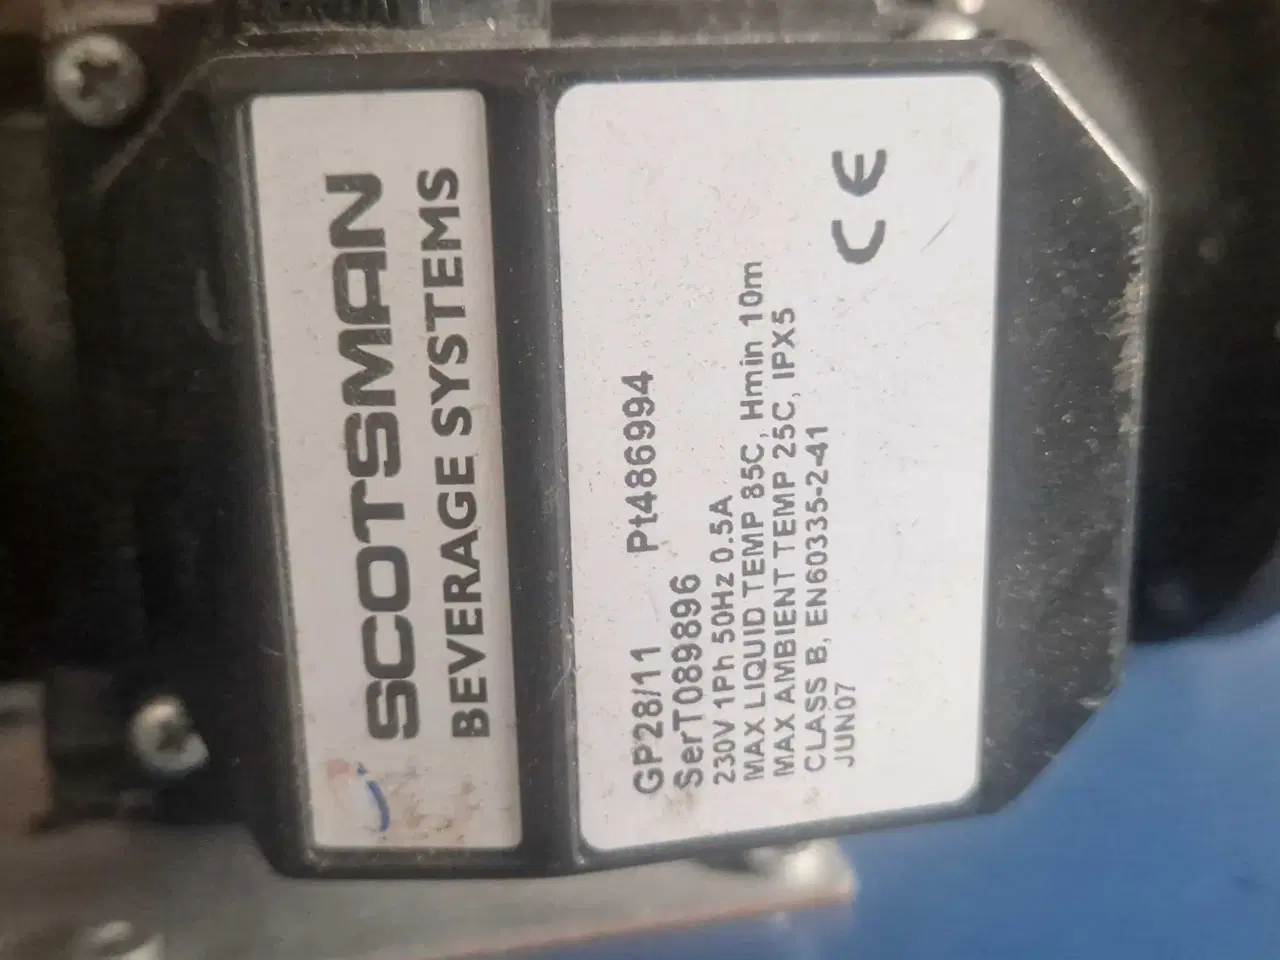 SCOTSMAN
BEVERAGE SYSTEMS
GP28/11 Pt486994
SerT089896
230V 1Ph 50Hz 0.5A
MAX LIQUID TEMP 85C, Hmin 10m
MAX AMBIENT TEMP 25C, IPX5
CLASS B, EN60335-2-41
JUN07
CE